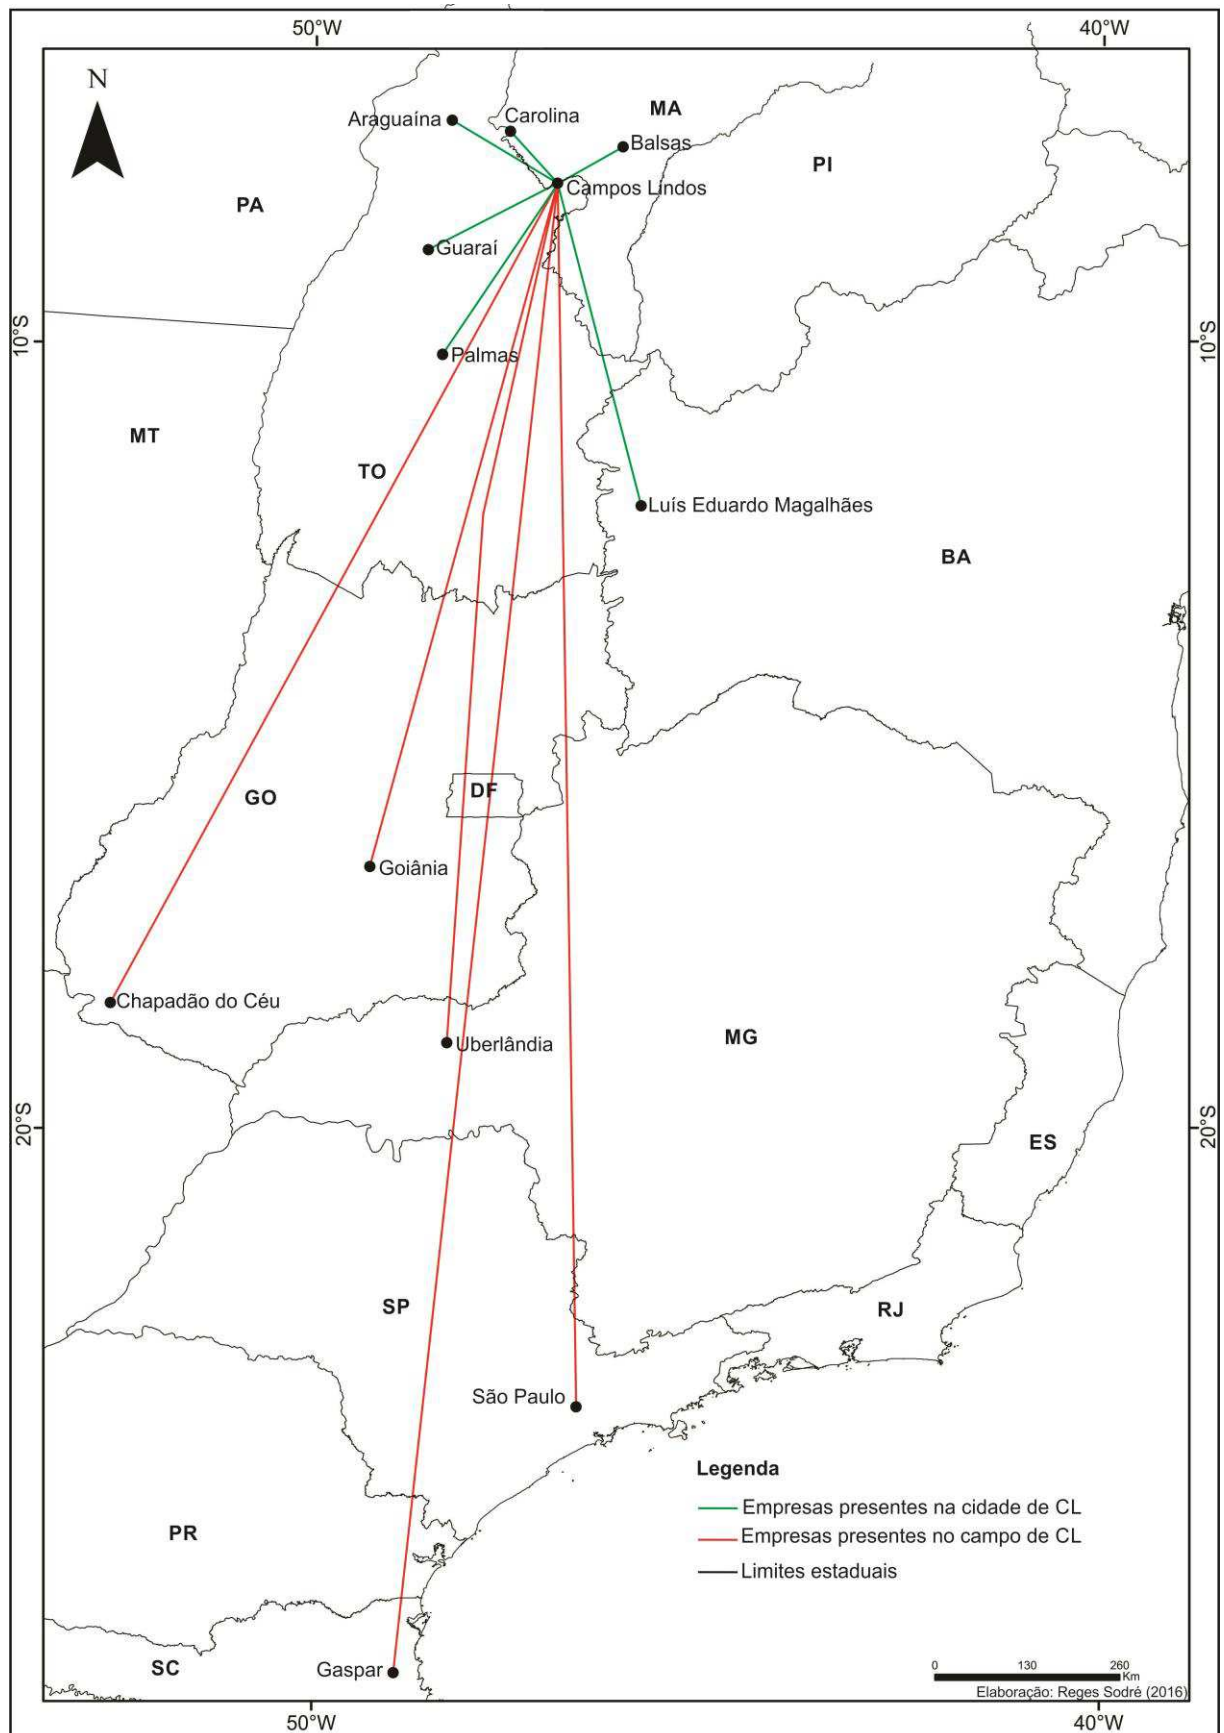 50°W
40°W
N
Araguaína
Carolina
MA
Balsas
PI
Campos Lindos
PA
Guaraí
10°S
10°S
Palmas
MT
TO
Luís Eduardo Magalhães
BA
DF
GO
Goiânia
Chapadão do Céu
Uberlândia
MG
20°S
20°S
ES
SP
RJ
São Paulo
Legenda
Empresas presentes na cidade de CL
Empresas presentes no campo de CL
Limites estaduais
PR
SC
Gaspar
0 130 260
Km
Elaboração: Reges Sodré (2016)
50°W
40°W